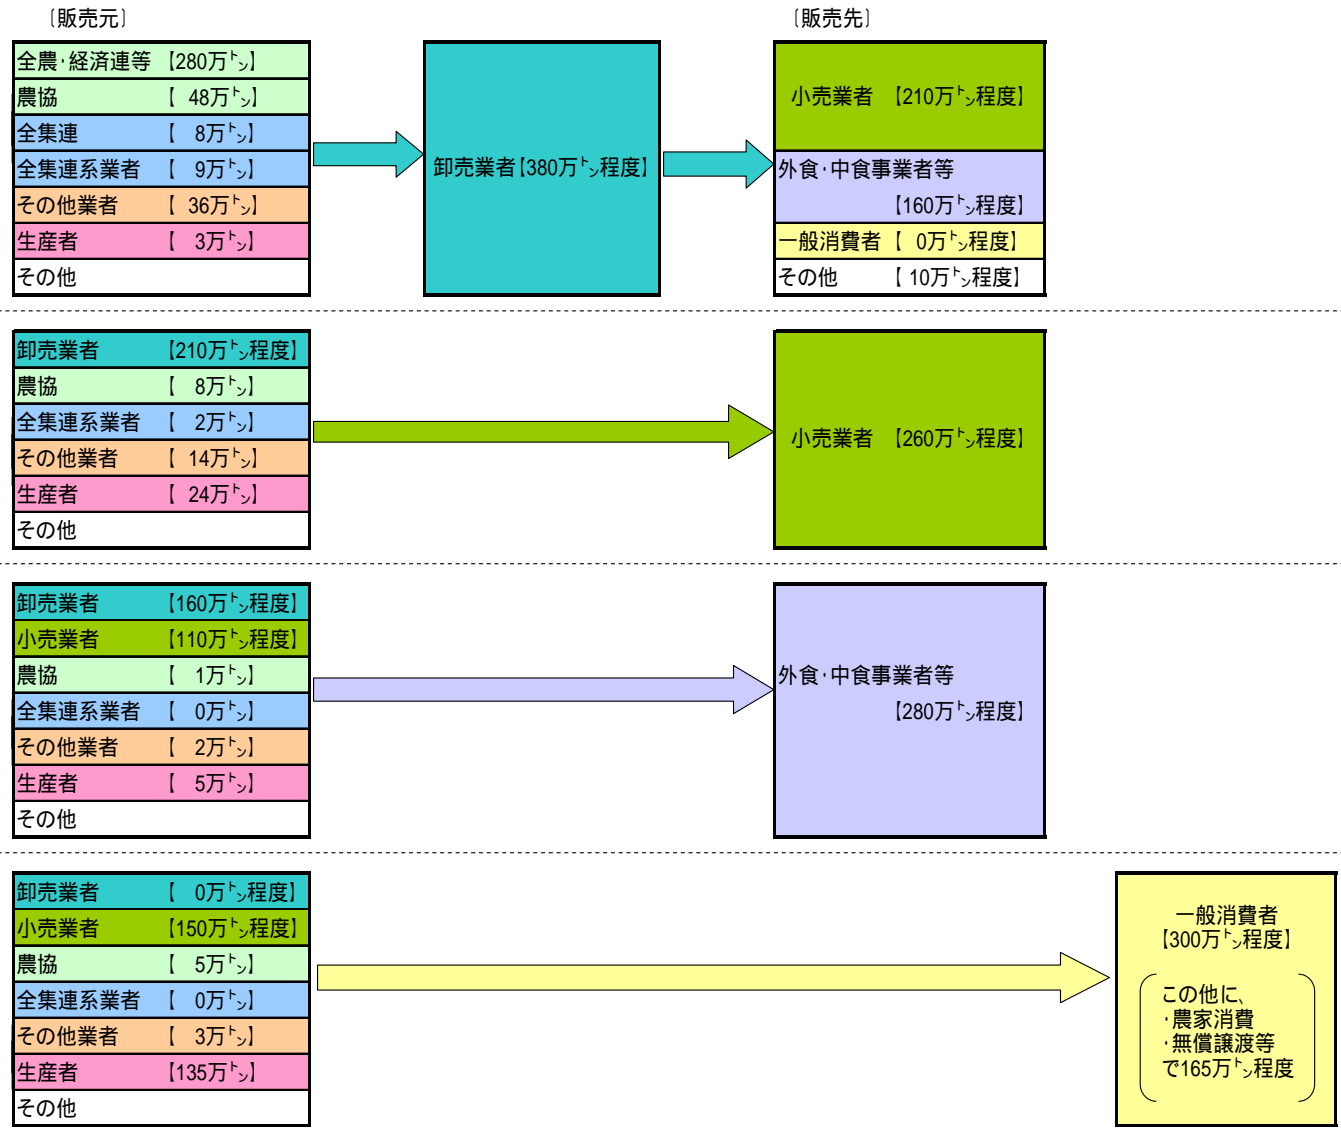 〔販売元〕
〔販売先〕
全農・経済連等 【280万トン】
農協 【 48万トン】
全集連 【 8万トン】
全集連系業者 【 9万トン】
その他業者 【 36万トン】
生産者 【 3万トン】
その他
卸売業者【380万トン程度】
小売業者 【210万トン程度】
外食・中食事業者等
【160万トン程度】
一般消費者 【 0万トン程度】
その他 【 10万トン程度】
卸売業者 【210万トン程度】
農協 【 8万トン】
全集連系業者 【 2万トン】
その他業者 【 14万トン】
生産者 【 24万トン】
その他
小売業者 【260万トン程度】
卸売業者 【160万トン程度】
小売業者 【110万トン程度】
農協 【 1万トン】
全集連系業者 【 0万トン】
その他業者 【 2万トン】
生産者 【 5万トン】
その他
外食・中食事業者等
【280万トン程度】
卸売業者 【 0万トン程度】
小売業者 【150万トン程度】
農協 【 5万トン】
全集連系業者 【 0万トン】
その他業者 【 3万トン】
生産者 【135万トン】
その他
一般消費者
【300万トン程度】
この他に、
・農家消費
・無償譲渡等
で165万トン程度